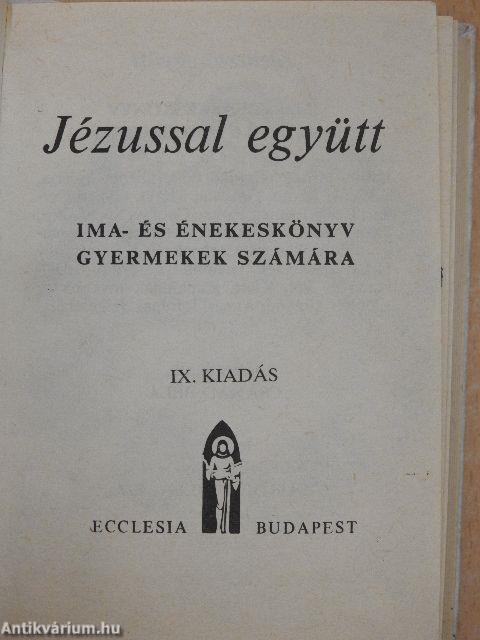 Jézussal együtt
IMA- ÉS ÉNEKESKÖNYV
GYERMEKEK SZÁMÁRA
IX. KIADÁS
ECCLESIA BUDAPEST
Antikvárium.hu